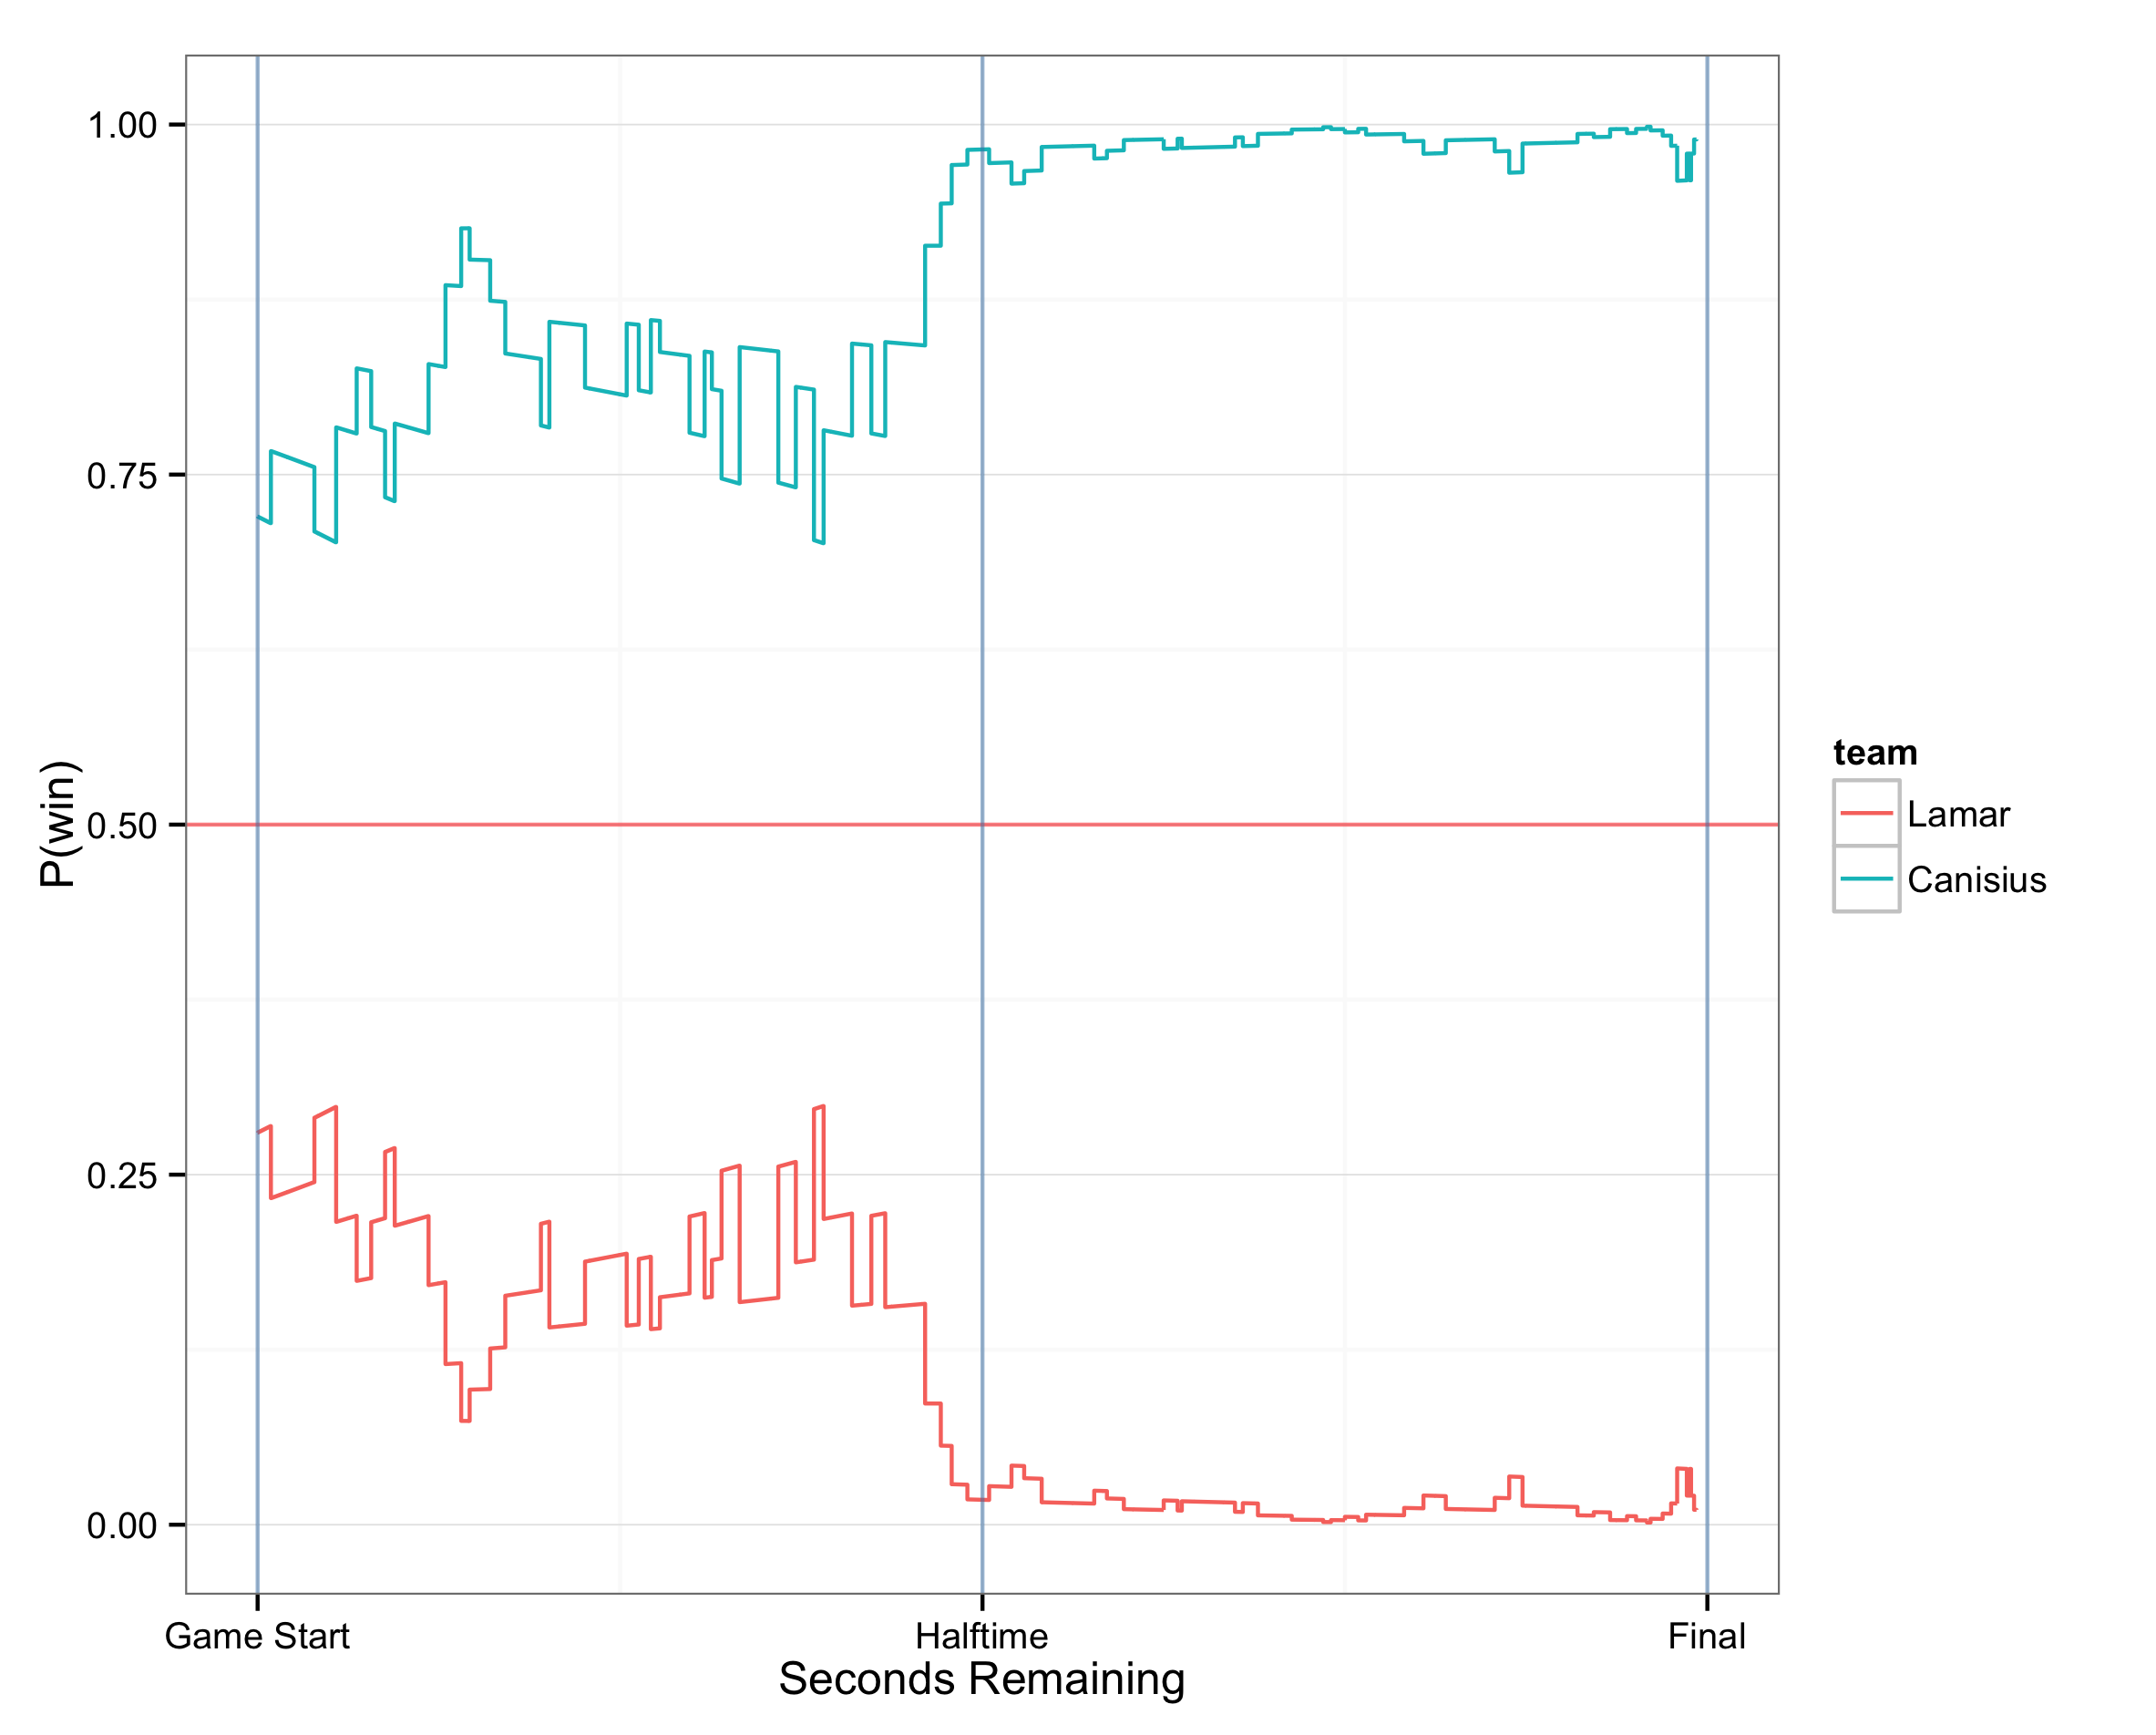 1.00
0.75
0.50
0.25
0.00
P(win)
Game Start
Halftime
Final
Seconds Remaining
team
Lamar
Canisius